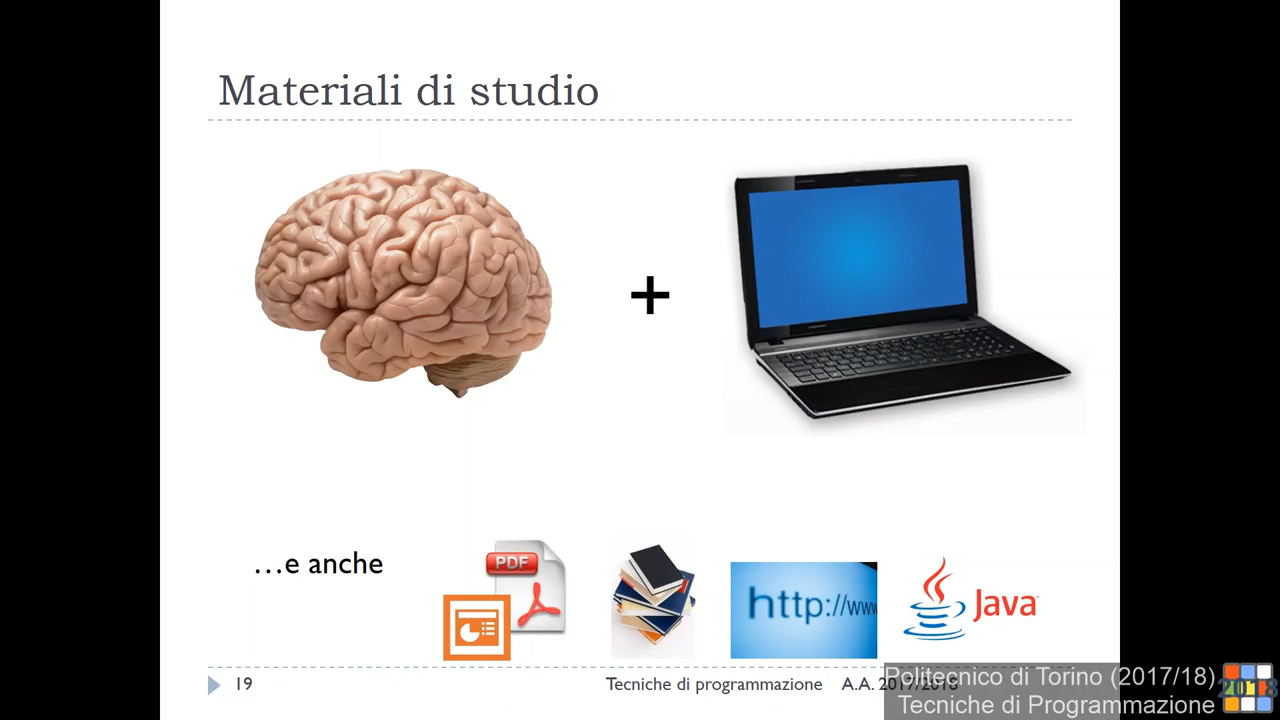 Materiali di studio
+
…e anche
PDF
http://www
Java
19
Tecniche di programmazione
A.A. 2017/2018
Politecnico di Torino (2017/18)
Tecniche di Programmazione
2018